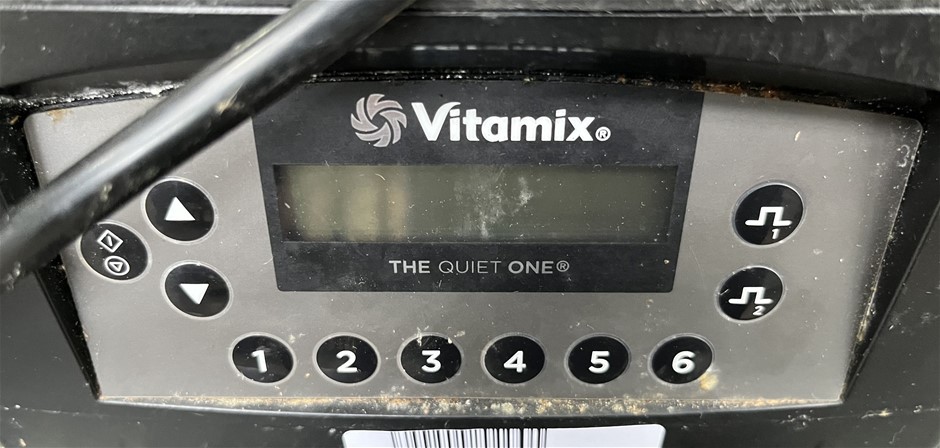 Vitamix®
THE QUIET ONE®
1
2
1 2 3 4 5 6